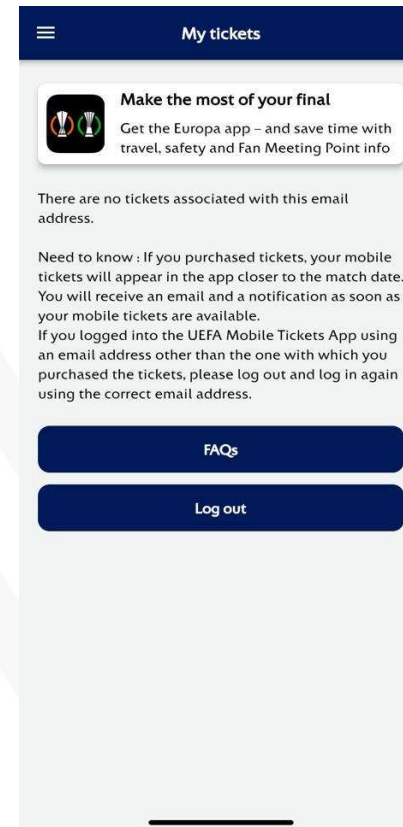 My tickets
Make the most of your final
Get the Europa app – and save time with
travel, safety and Fan Meeting Point info
There are no tickets associated with this email
address.
Need to know : If you purchased tickets, your mobile
tickets will appear in the app closer to the match date.
You will receive an email and a notification as soon as
your mobile tickets are available.
If you logged into the UEFA Mobile Tickets App using
an email address other than the one with which you
purchased the tickets, please log out and log in again
using the correct email address.
FAQs
Log out